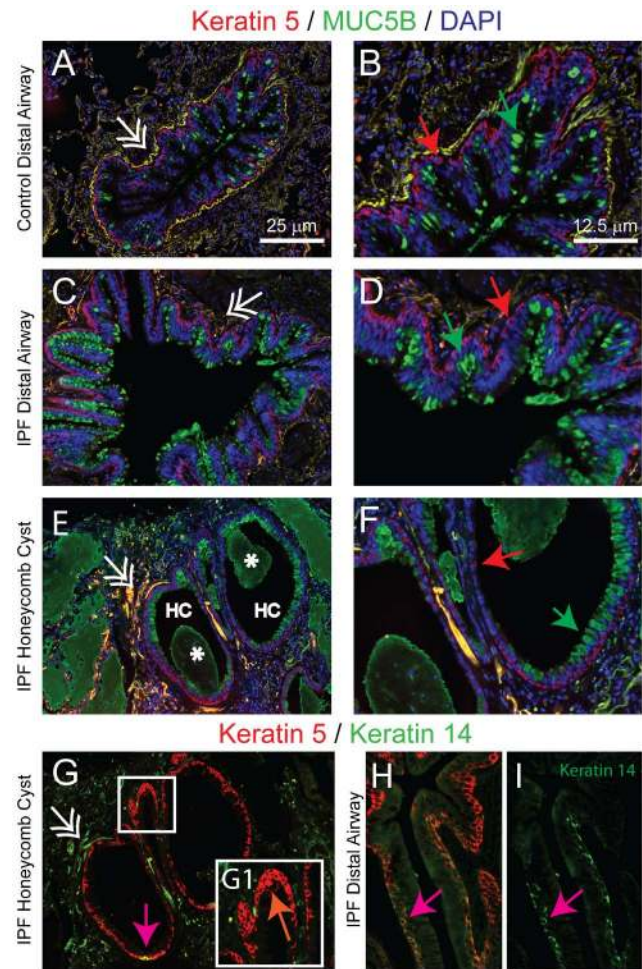 Keratin 5 / MUC5B / DAPI
Control Distal Airway
A
25 µm
B
12.5 µm
IPF Distal Airway
C
D
IPF Honeycomb Cyst
E
*
HC
HC
*
F
Keratin 5 / Keratin 14
IPF Honeycomb Cyst
G
G1
IPF Distal Airway
H
I
Keratin 14